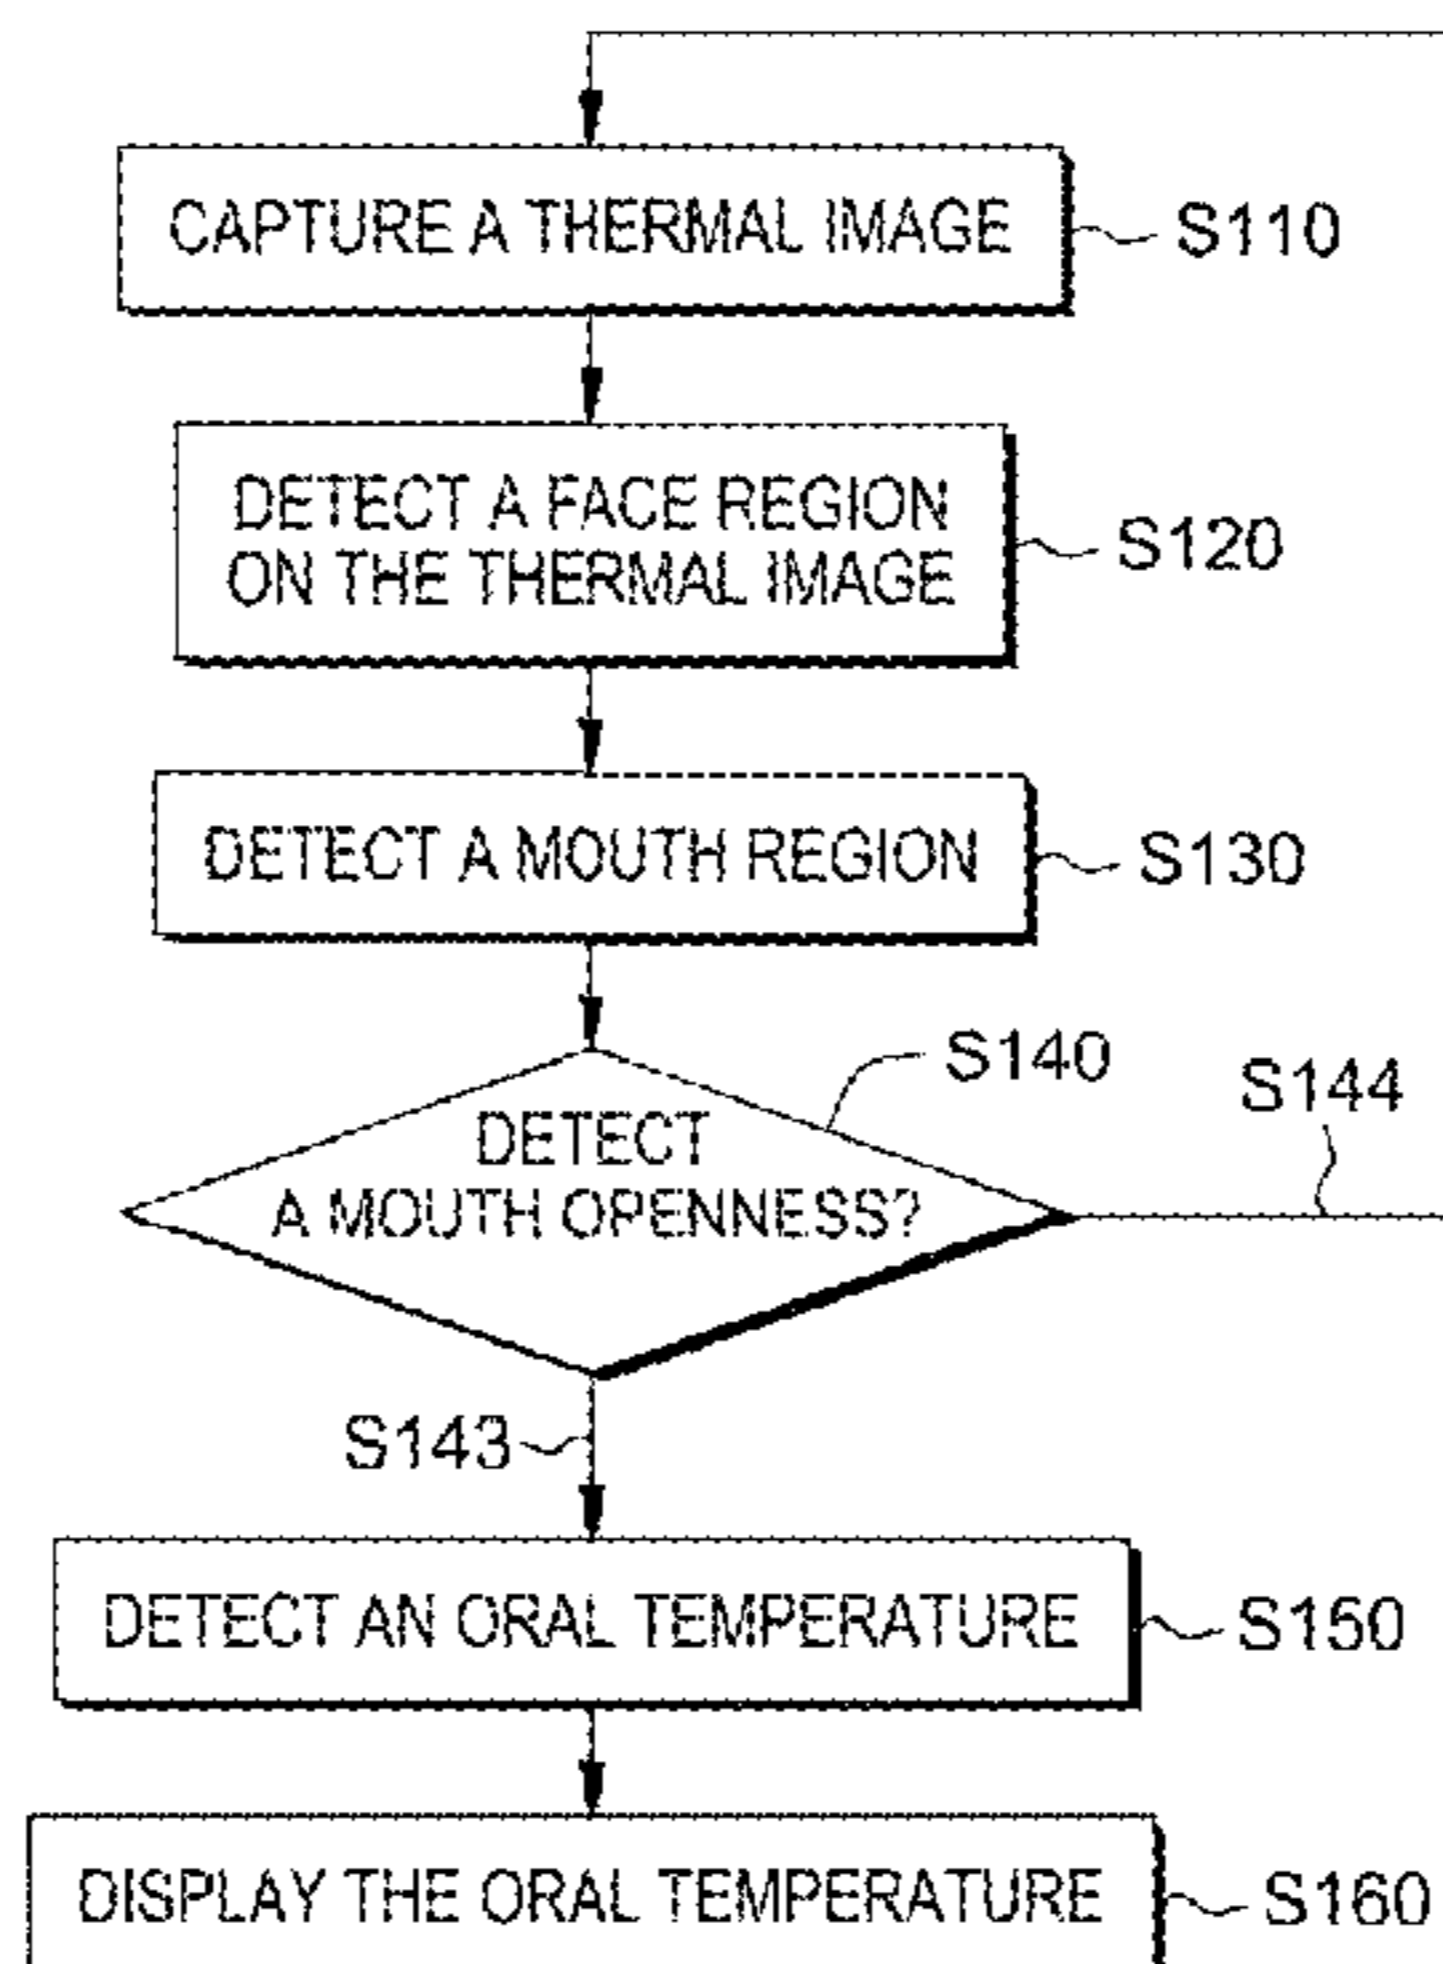 CAPTURE A THERMAL IMAGE
S110
DETECT A FACE REGION
ON THE THERMAL IMAGE
S120
DETECT A MOUTH REGION
S130
S140
S144
DETECT
A MOUTH OPENNESS?
S143
DETECT AN ORAL TEMPERATURE
S150
DISPLAY THE ORAL TEMPERATURE
S160